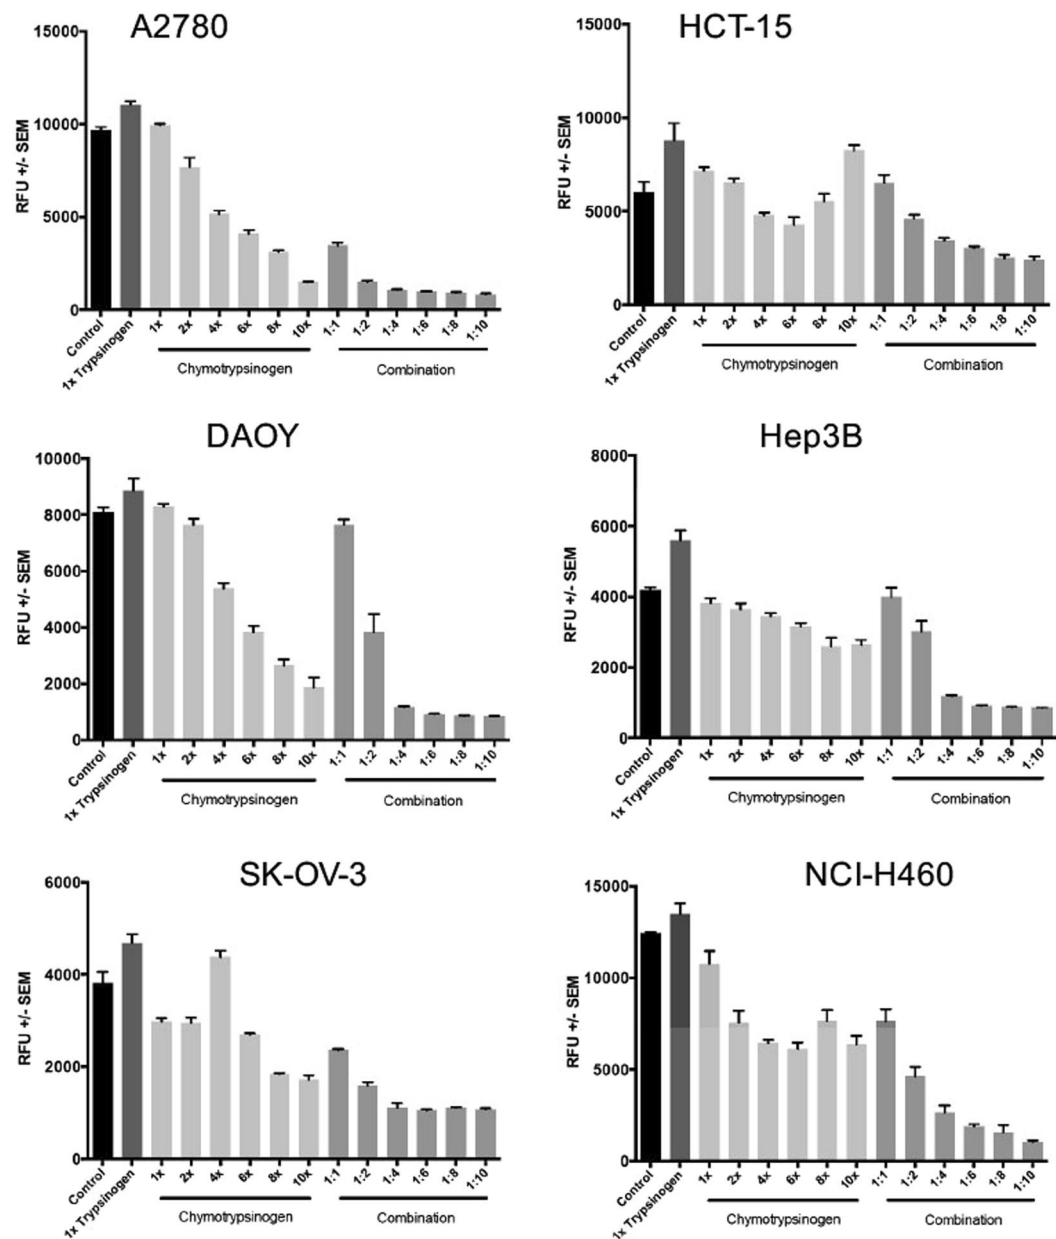 A2780
15000
10000
5000
0
RFU +/- SEM
Control
1x Trypsinogen
1x
2x
4x
6x
8x
10x
1:1
1:2
1:4
1:6
1:8
1:10
Chymotrypsinogen
Combination
HCT-15
15000
10000
5000
0
RFU +/- SEM
Control
1x Trypsinogen
1x
2x
4x
6x
8x
10x
1:1
1:2
1:4
1:6
1:8
1:10
Chymotrypsinogen
Combination
DAOY
10000
8000
6000
4000
2000
0
RFU +/- SEM
Control
1x Trypsinogen
1x
2x
4x
6x
8x
10x
1:1
1:2
1:4
1:6
1:8
1:10
Chymotrypsinogen
Combination
Hep3B
8000
6000
4000
2000
0
RFU +/- SEM
Control
1x Trypsinogen
1x
2x
4x
6x
8x
10x
1:1
1:2
1:4
1:6
1:8
1:10
Chymotrypsinogen
Combination
SK-OV-3
6000
4000
2000
0
RFU +/- SEM
Control
1x Trypsinogen
1x
2x
4x
6x
8x
10x
1:1
1:2
1:4
1:6
1:8
1:10
Chymotrypsinogen
Combination
NCI-H460
15000
10000
5000
0
RFU +/- SEM
Control
1x Trypsinogen
1x
2x
4x
6x
8x
10x
1:1
1:2
1:4
1:6
1:8
1:10
Chymotrypsinogen
Combination